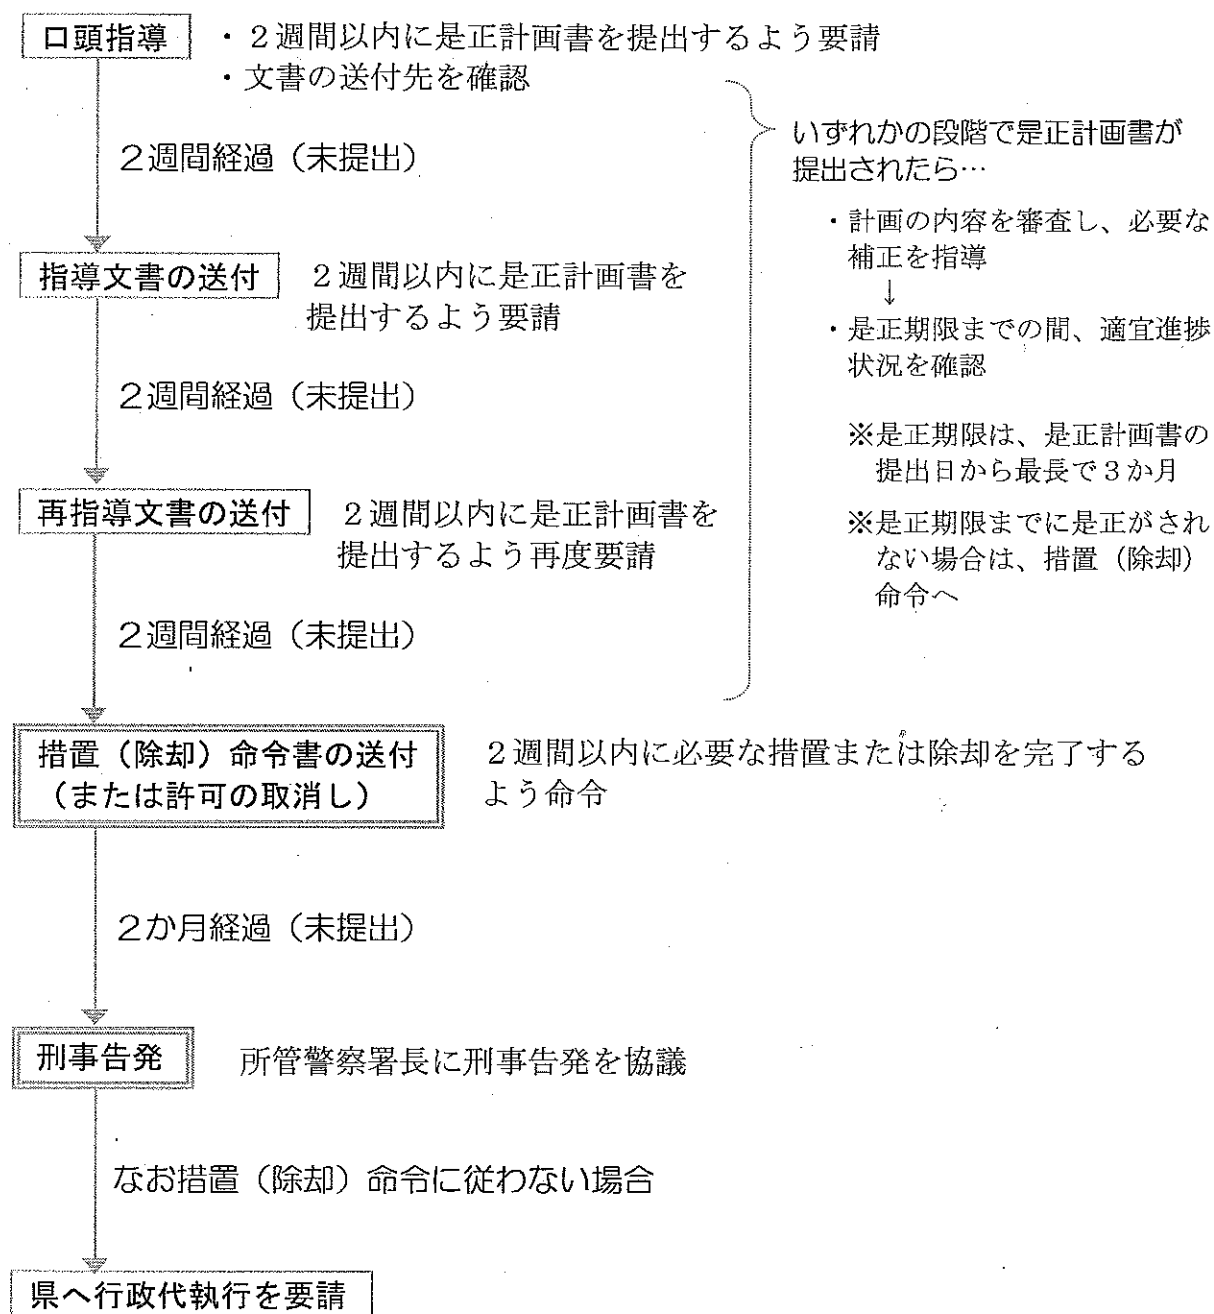 口頭指導
・２週間以内に是正計画書を提出するよう要請
・文書の送付先を確認
２週間経過（未提出）
いずれかの段階で是正計画書が
提出されたら…
・計画の内容を審査し、必要な
補正を指導
↓
・是正期限までの間、適宜進捗
状況を確認
※是正期限は、是正計画書の
提出日から最長で３か月
※是正期限までに是正がされ
ない場合は、措置（除却）
命令へ
指導文書の送付
２週間以内に是正計画書を
提出するよう要請
２週間経過（未提出）
再指導文書の送付
２週間以内に是正計画書を
提出するよう再度要請
２週間経過（未提出）
措置（除却）命令書の送付
（または許可の取消し）
２週間以内に必要な措置または除却を完了する
よう命令
２か月経過（未提出）
刑事告発
所管警察署長に刑事告発を協議
なお措置（除却）命令に従わない場合
県へ行政代執行を要請